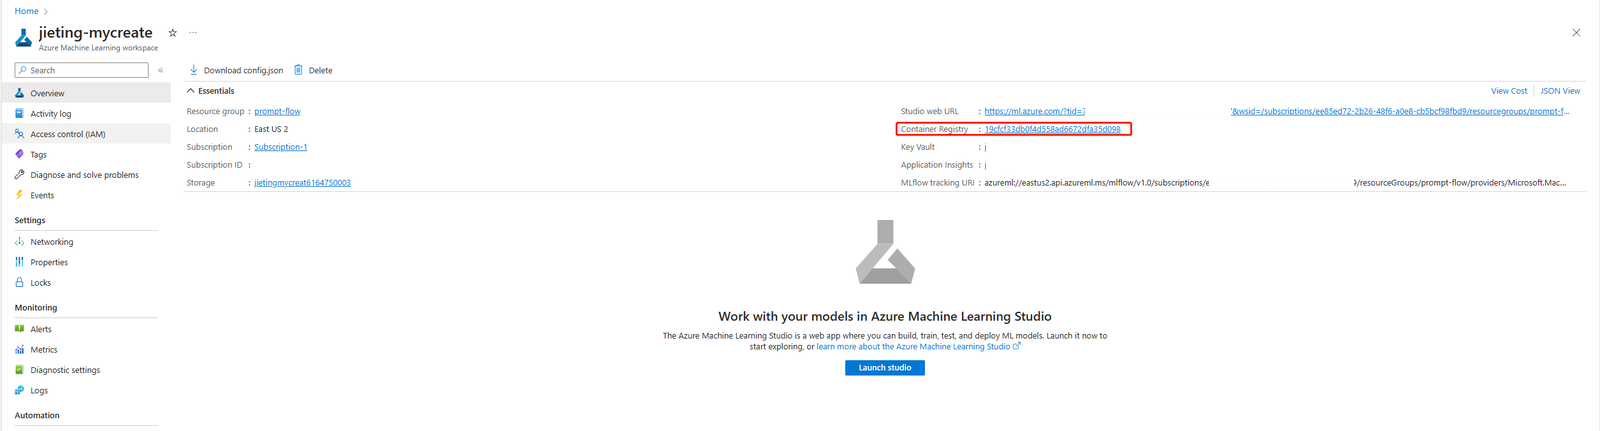 Home
jieting-mycreate
Azure Machine Learning workspace
Search
Overview
Activity log
Access control (IAM)
Tags
Diagnose and solve problems
Events
Settings
Networking
Properties
Locks
Monitoring
Alerts
Metrics
Diagnostic settings
Logs
Automation
Download config.json Delete
Essentials
View Cost JSON View
Resource group : prompt-flow
Location : East US 2
Subscription : Subscription-1
Subscription ID :
Storage : jietingmycreat6164750003
Studio web URL : https://ml.azure.com/?tid=7 '&wsid=/subscriptions/ee85ed72-2b26-48f6-a0e8-cb5bcf98fbd9/resourcegroups/prompt-f...
Container Registry : 19cfcf33db0f4d558ad6672dfa35d098
Key Vault : j
Application Insights : j
MLflow tracking URI : azureml://eastus2.api.azureml.ms/mlflow/v1.0/subscriptions/e 9/resourceGroups/prompt-flow/providers/Microsoft.Mac...
Work with your models in Azure Machine Learning Studio
The Azure Machine Learning Studio is a web app where you can build, train, test, and deploy ML models. Launch it now to
start exploring, or learn more about the Azure Machine Learning Studio
Launch studio